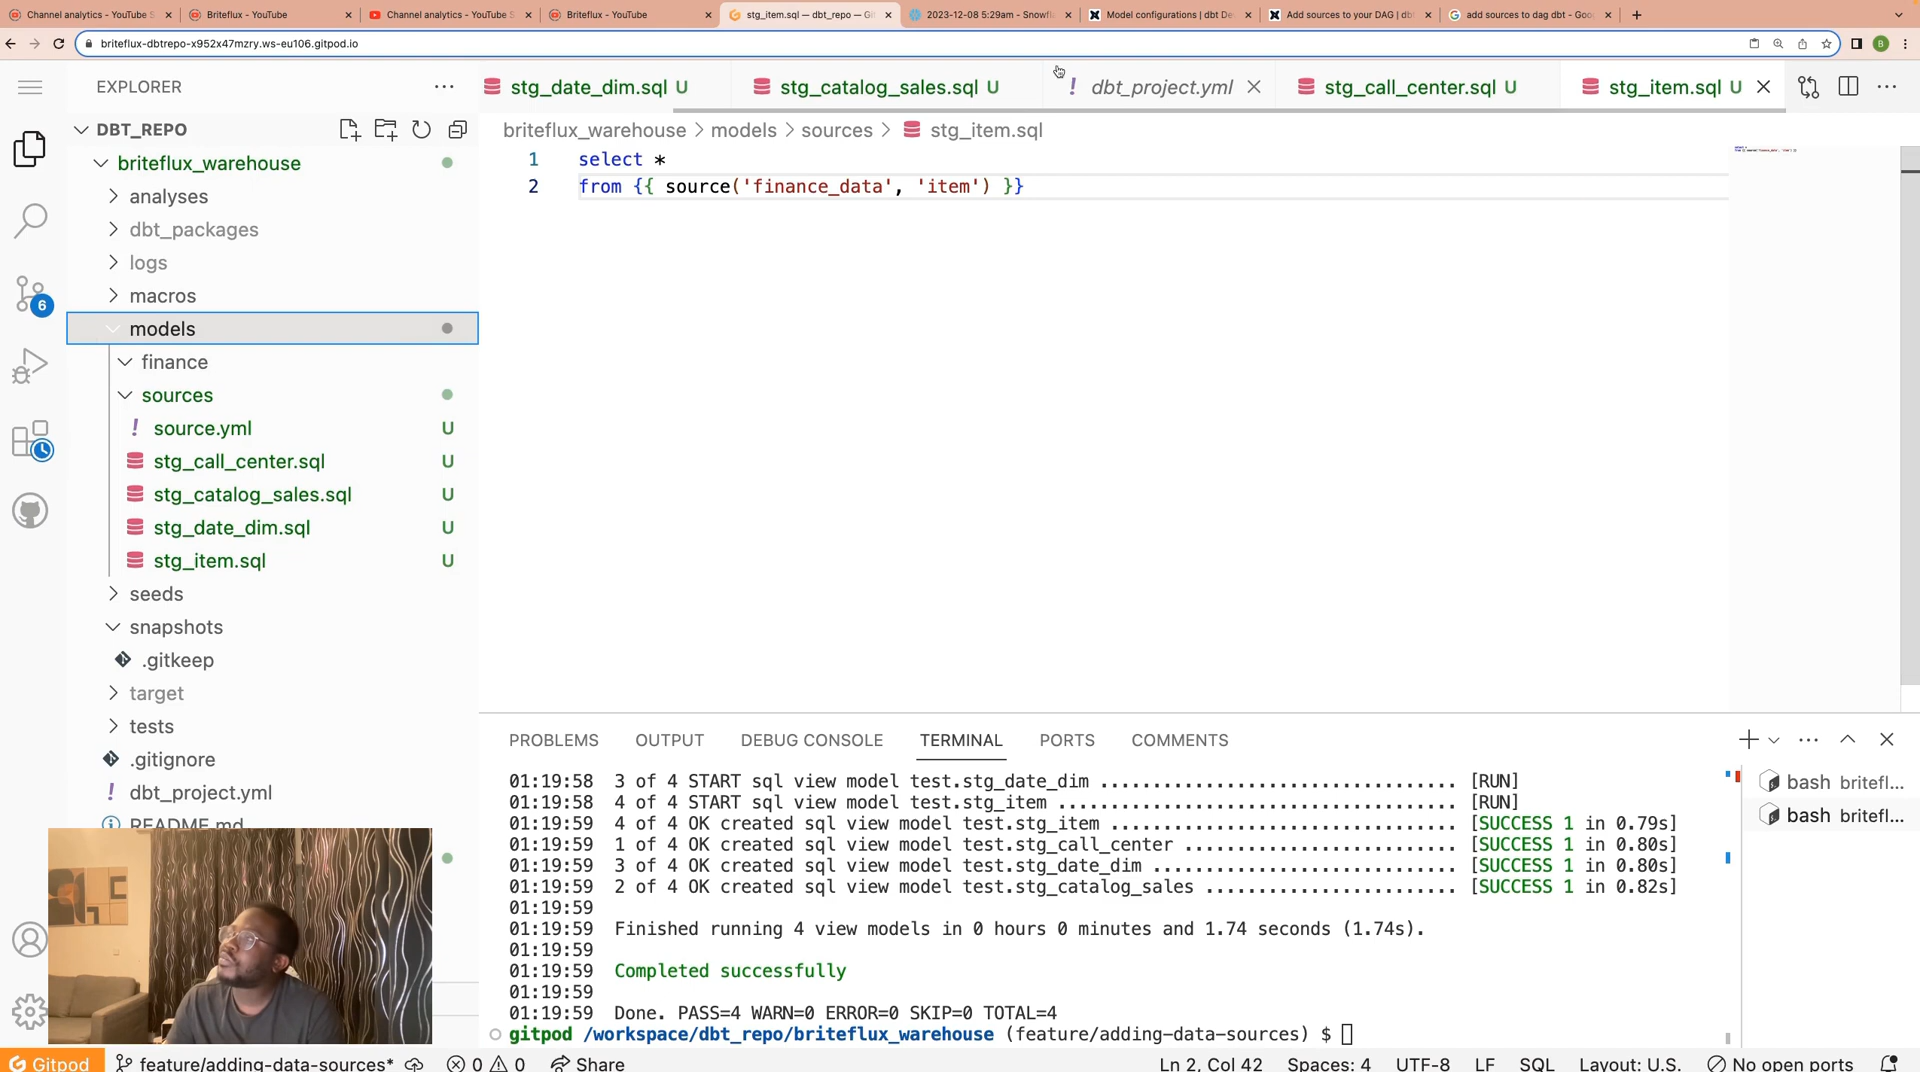 Channel analytics - YouTube S
Briteflux - YouTube
Channel analytics - YouTube S
Briteflux - YouTube
stg_item.sql — dbt_repo — Gi
2023-12-08 5:29am - Snowfl
Model configurations | dbt De
Add sources to your DAG | dbt
add sources to dag dbt - Goo
briteflux-dbtrepo-x952x47mzry.ws-eu106.gitpod.io
B
EXPLORER
stg_date_dim.sql U
stg_catalog_sales.sql U
! dbt_project.yml
stg_call_center.sql U
stg_item.sql U
DBT_REPO
briteflux_warehouse > models > sources > stg_item.sql
briteflux_warehouse
analyses
dbt_packages
logs
macros
models
finance
sources
! source.yml U
stg_call_center.sql U
stg_catalog_sales.sql U
stg_date_dim.sql U
stg_item.sql U
seeds
snapshots
.gitkeep
target
tests
.gitignore
! dbt_project.yml
README.md
6
1 select *
2 from {{ source('finance_data', 'item') }}
PROBLEMS OUTPUT DEBUG CONSOLE TERMINAL PORTS COMMENTS
01:19:58 3 of 4 START sql view model test.stg_date_dim .................................. [RUN]
01:19:58 4 of 4 START sql view model test.stg_item ...................................... [RUN]
01:19:59 4 of 4 OK created sql view model test.stg_item ................................. [SUCCESS 1 in 0.79s]
01:19:59 1 of 4 OK created sql view model test.stg_call_center .......................... [SUCCESS 1 in 0.80s]
01:19:59 3 of 4 OK created sql view model test.stg_date_dim ............................. [SUCCESS 1 in 0.80s]
01:19:59 2 of 4 OK created sql view model test.stg_catalog_sales ........................ [SUCCESS 1 in 0.82s]
01:19:59
01:19:59 Finished running 4 view models in 0 hours 0 minutes and 1.74 seconds (1.74s).
01:19:59
01:19:59 Completed successfully
01:19:59
01:19:59 Done. PASS=4 WARN=0 ERROR=0 SKIP=0 TOTAL=4
gitpod /workspace/dbt_repo/briteflux_warehouse (feature/adding-data-sources) $
bash britefl...
bash britefl...
Gitpod feature/adding-data-sources* 0 0 Share Ln 2, Col 42 Spaces: 4 UTF-8 LF SQL Layout: U.S. No open ports